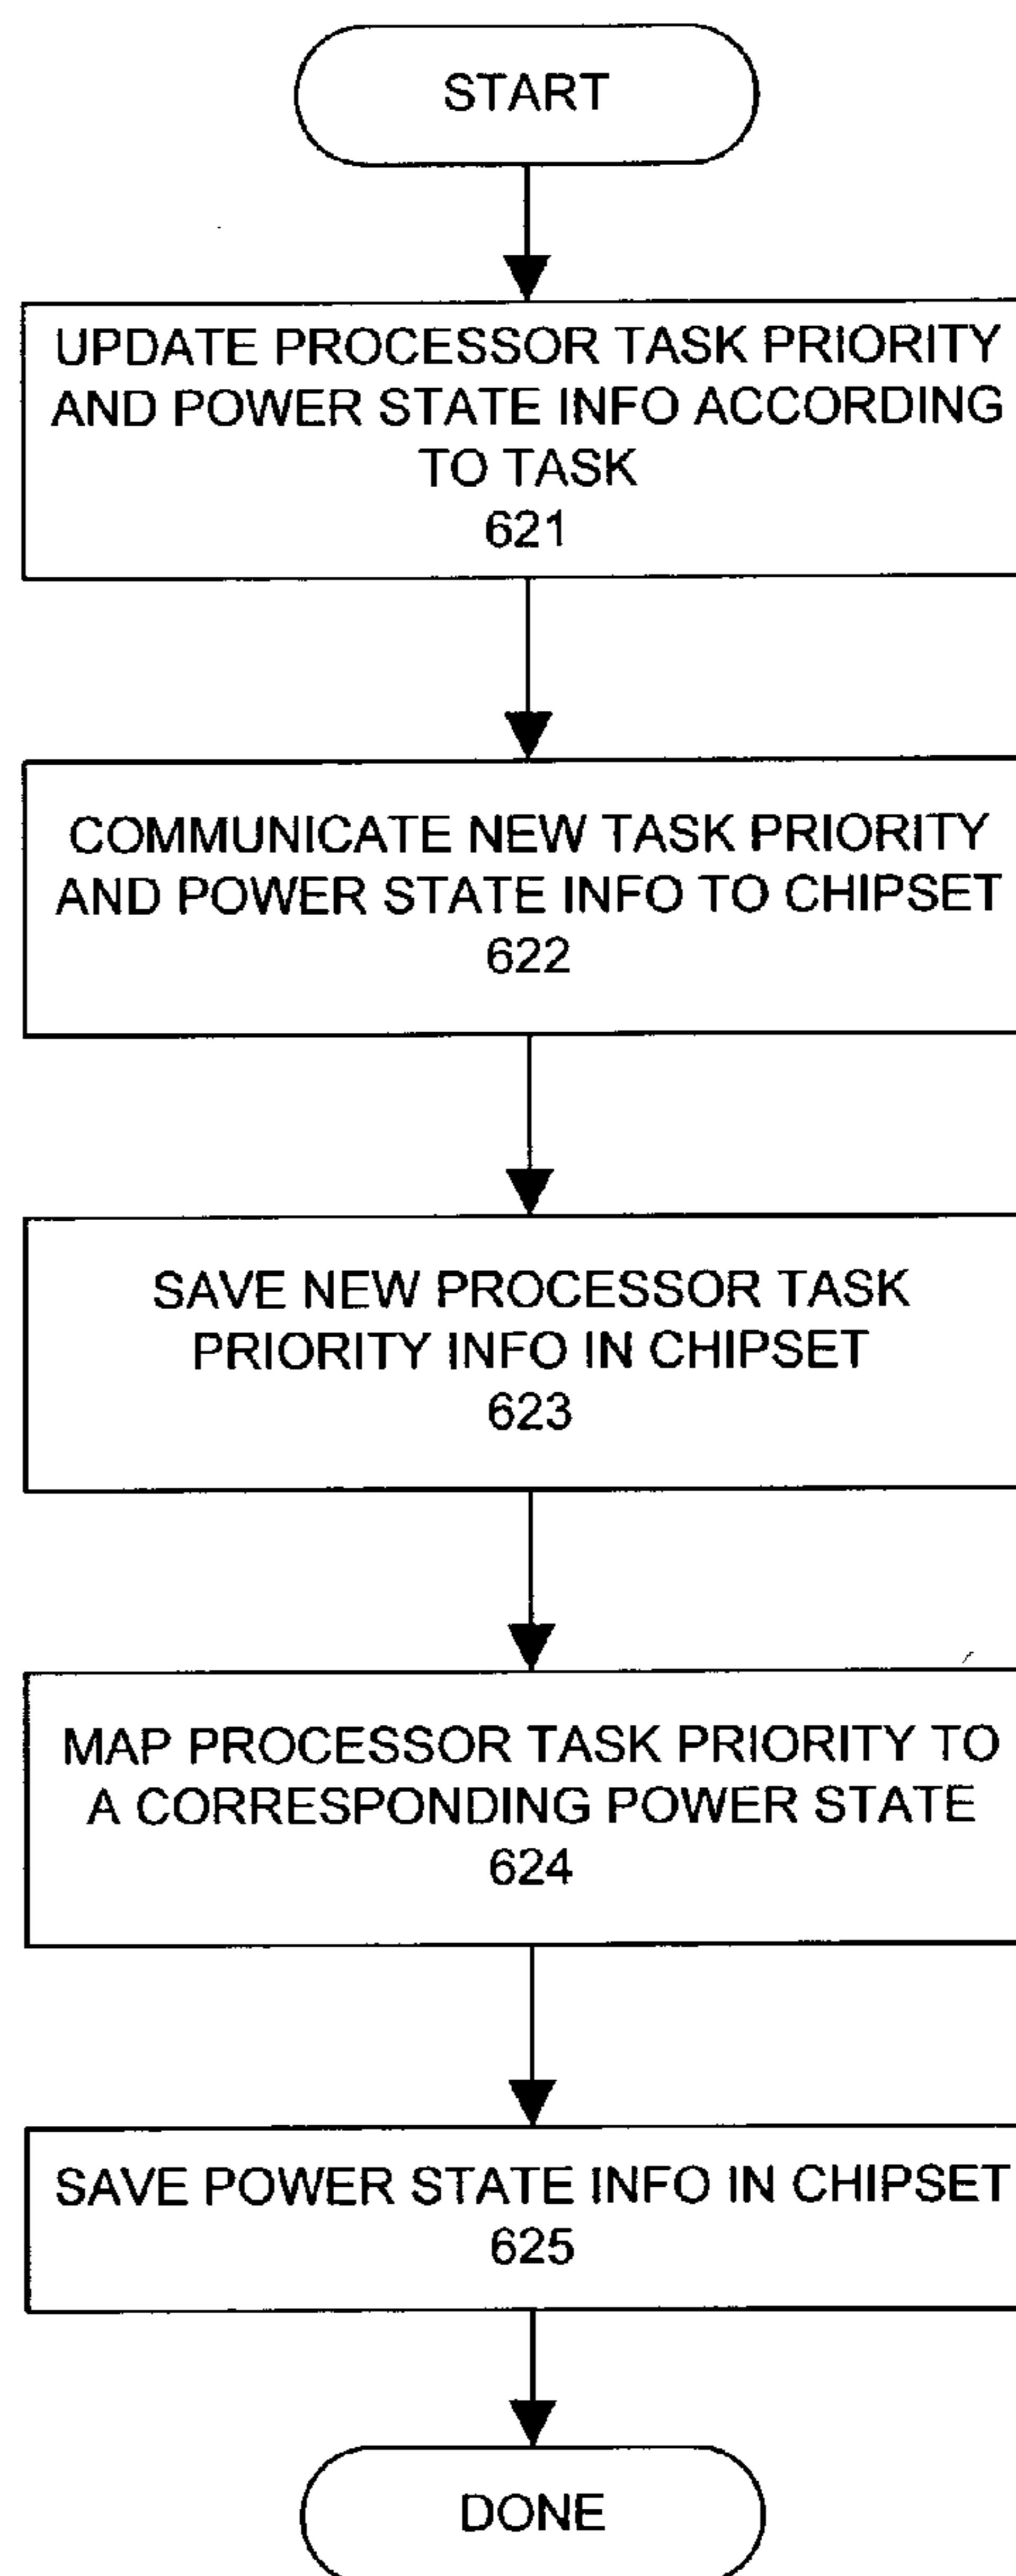 START
UPDATE PROCESSOR TASK PRIORITY
AND POWER STATE INFO ACCORDING
TO TASK
621
COMMUNICATE NEW TASK PRIORITY
AND POWER STATE INFO TO CHIPSET
622
SAVE NEW PROCESSOR TASK
PRIORITY INFO IN CHIPSET
623
MAP PROCESSOR TASK PRIORITY TO
A CORRESPONDING POWER STATE
624
SAVE POWER STATE INFO IN CHIPSET
625
DONE